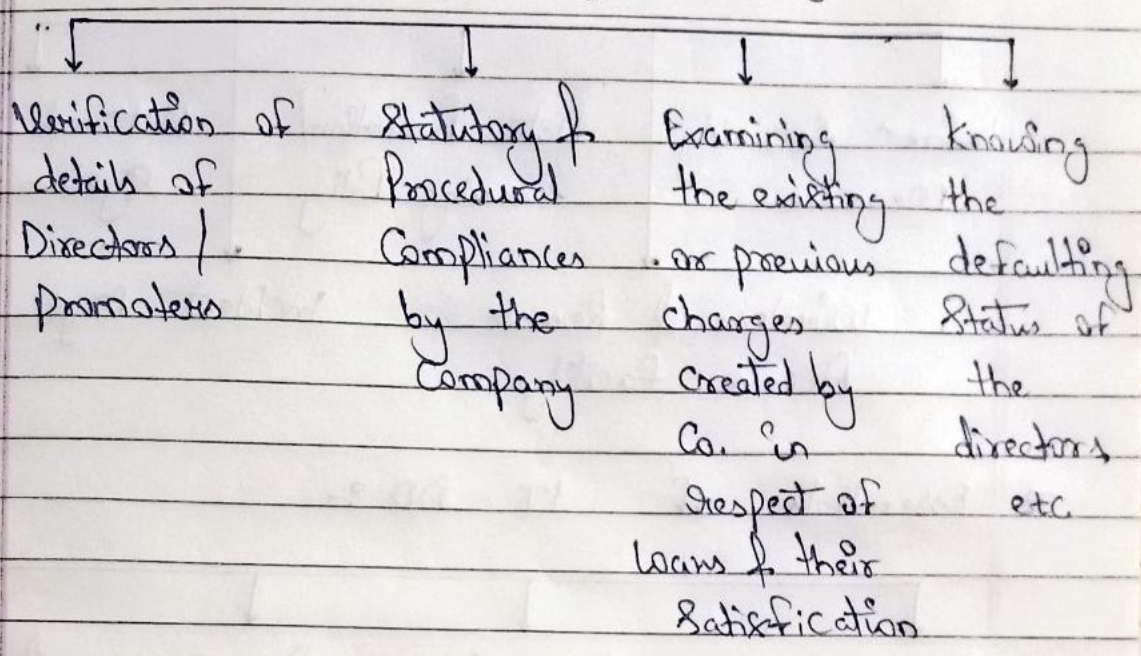 Verification of
details of
Directors /
promoters
Statutory &
Procedural
Compliances
by the
Company
Examining
the existing
or previous
charges
created by
Co. in
respect of
loans & their
Satisfication
Knowing
the
defaulting
Status of
the
directors
etc